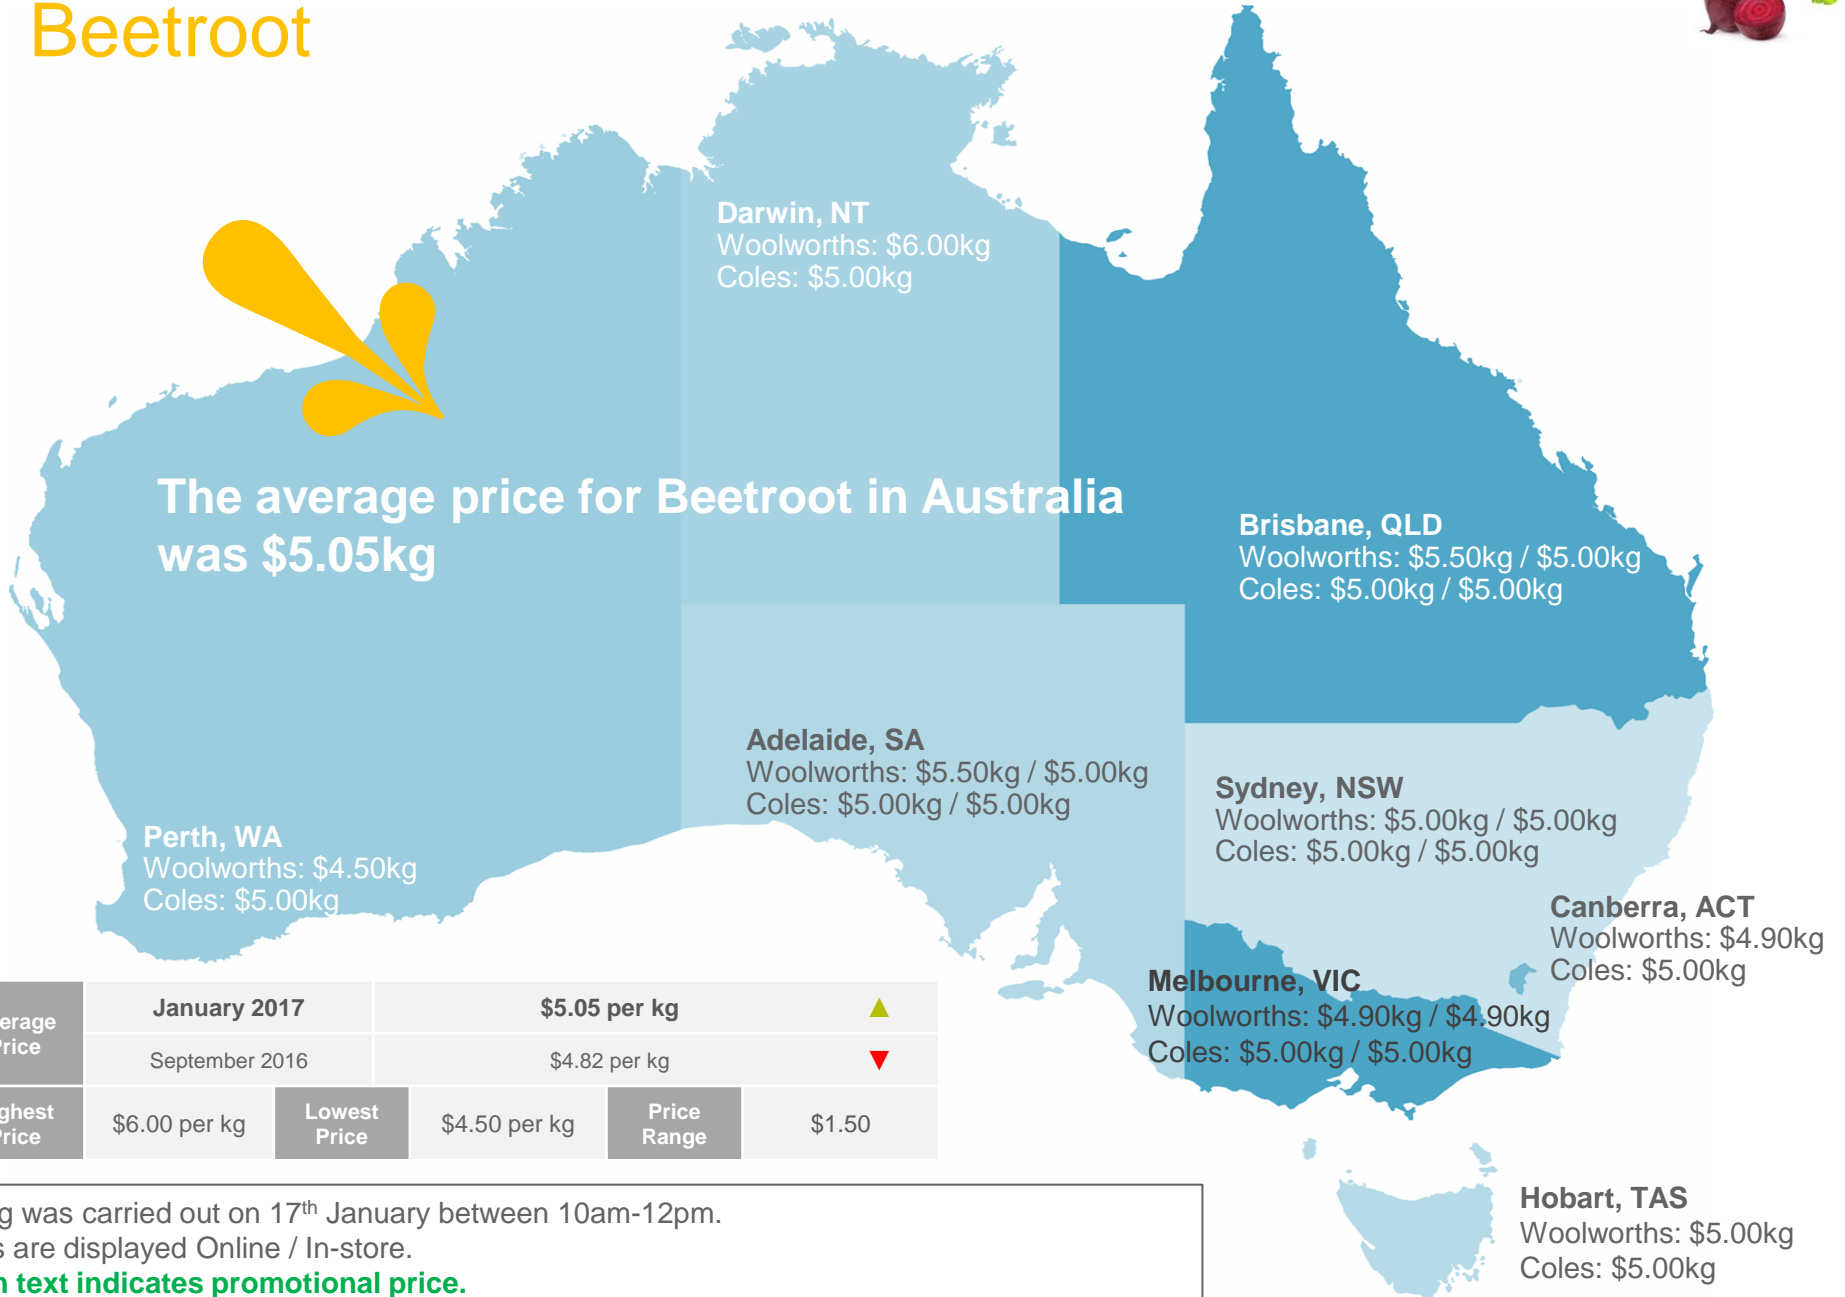 Beetroot
Darwin, NT
Woolworths: $6.00kg
Coles: $5.00kg
The average price for Beetroot in Australia
was $5.05kg
Brisbane, QLD
Woolworths: $5.50kg / $5.00kg
Coles: $5.00kg / $5.00kg
Adelaide, SA
Woolworths: $5.50kg / $5.00kg
Coles: $5.00kg / $5.00kg
Sydney, NSW
Woolworths: $5.00kg / $5.00kg
Coles: $5.00kg / $5.00kg
Perth, WA
Woolworths: $4.50kg
Coles: $5.00kg
Canberra, ACT
Woolworths: $4.90kg
Coles: $5.00kg
Melbourne, VIC
Woolworths: $4.90kg / $4.90kg
Coles: $5.00kg / $5.00kg
January 2017 $5.05 per kg ▲
September 2016 $4.82 per kg ▼
$6.00 per kg Lowest Price $4.50 per kg Price Range $1.50
was carried out on 17th January between 10am-12pm.
are displayed Online / In-store.
text indicates promotional price.
Hobart, TAS
Woolworths: $5.00kg
Coles: $5.00kg